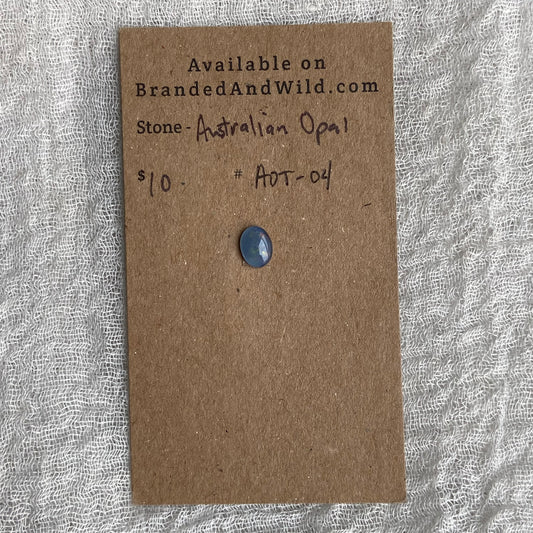 Available on
BrandedAndWild.com
Stone - Australian Opal
$10. # AOT-04